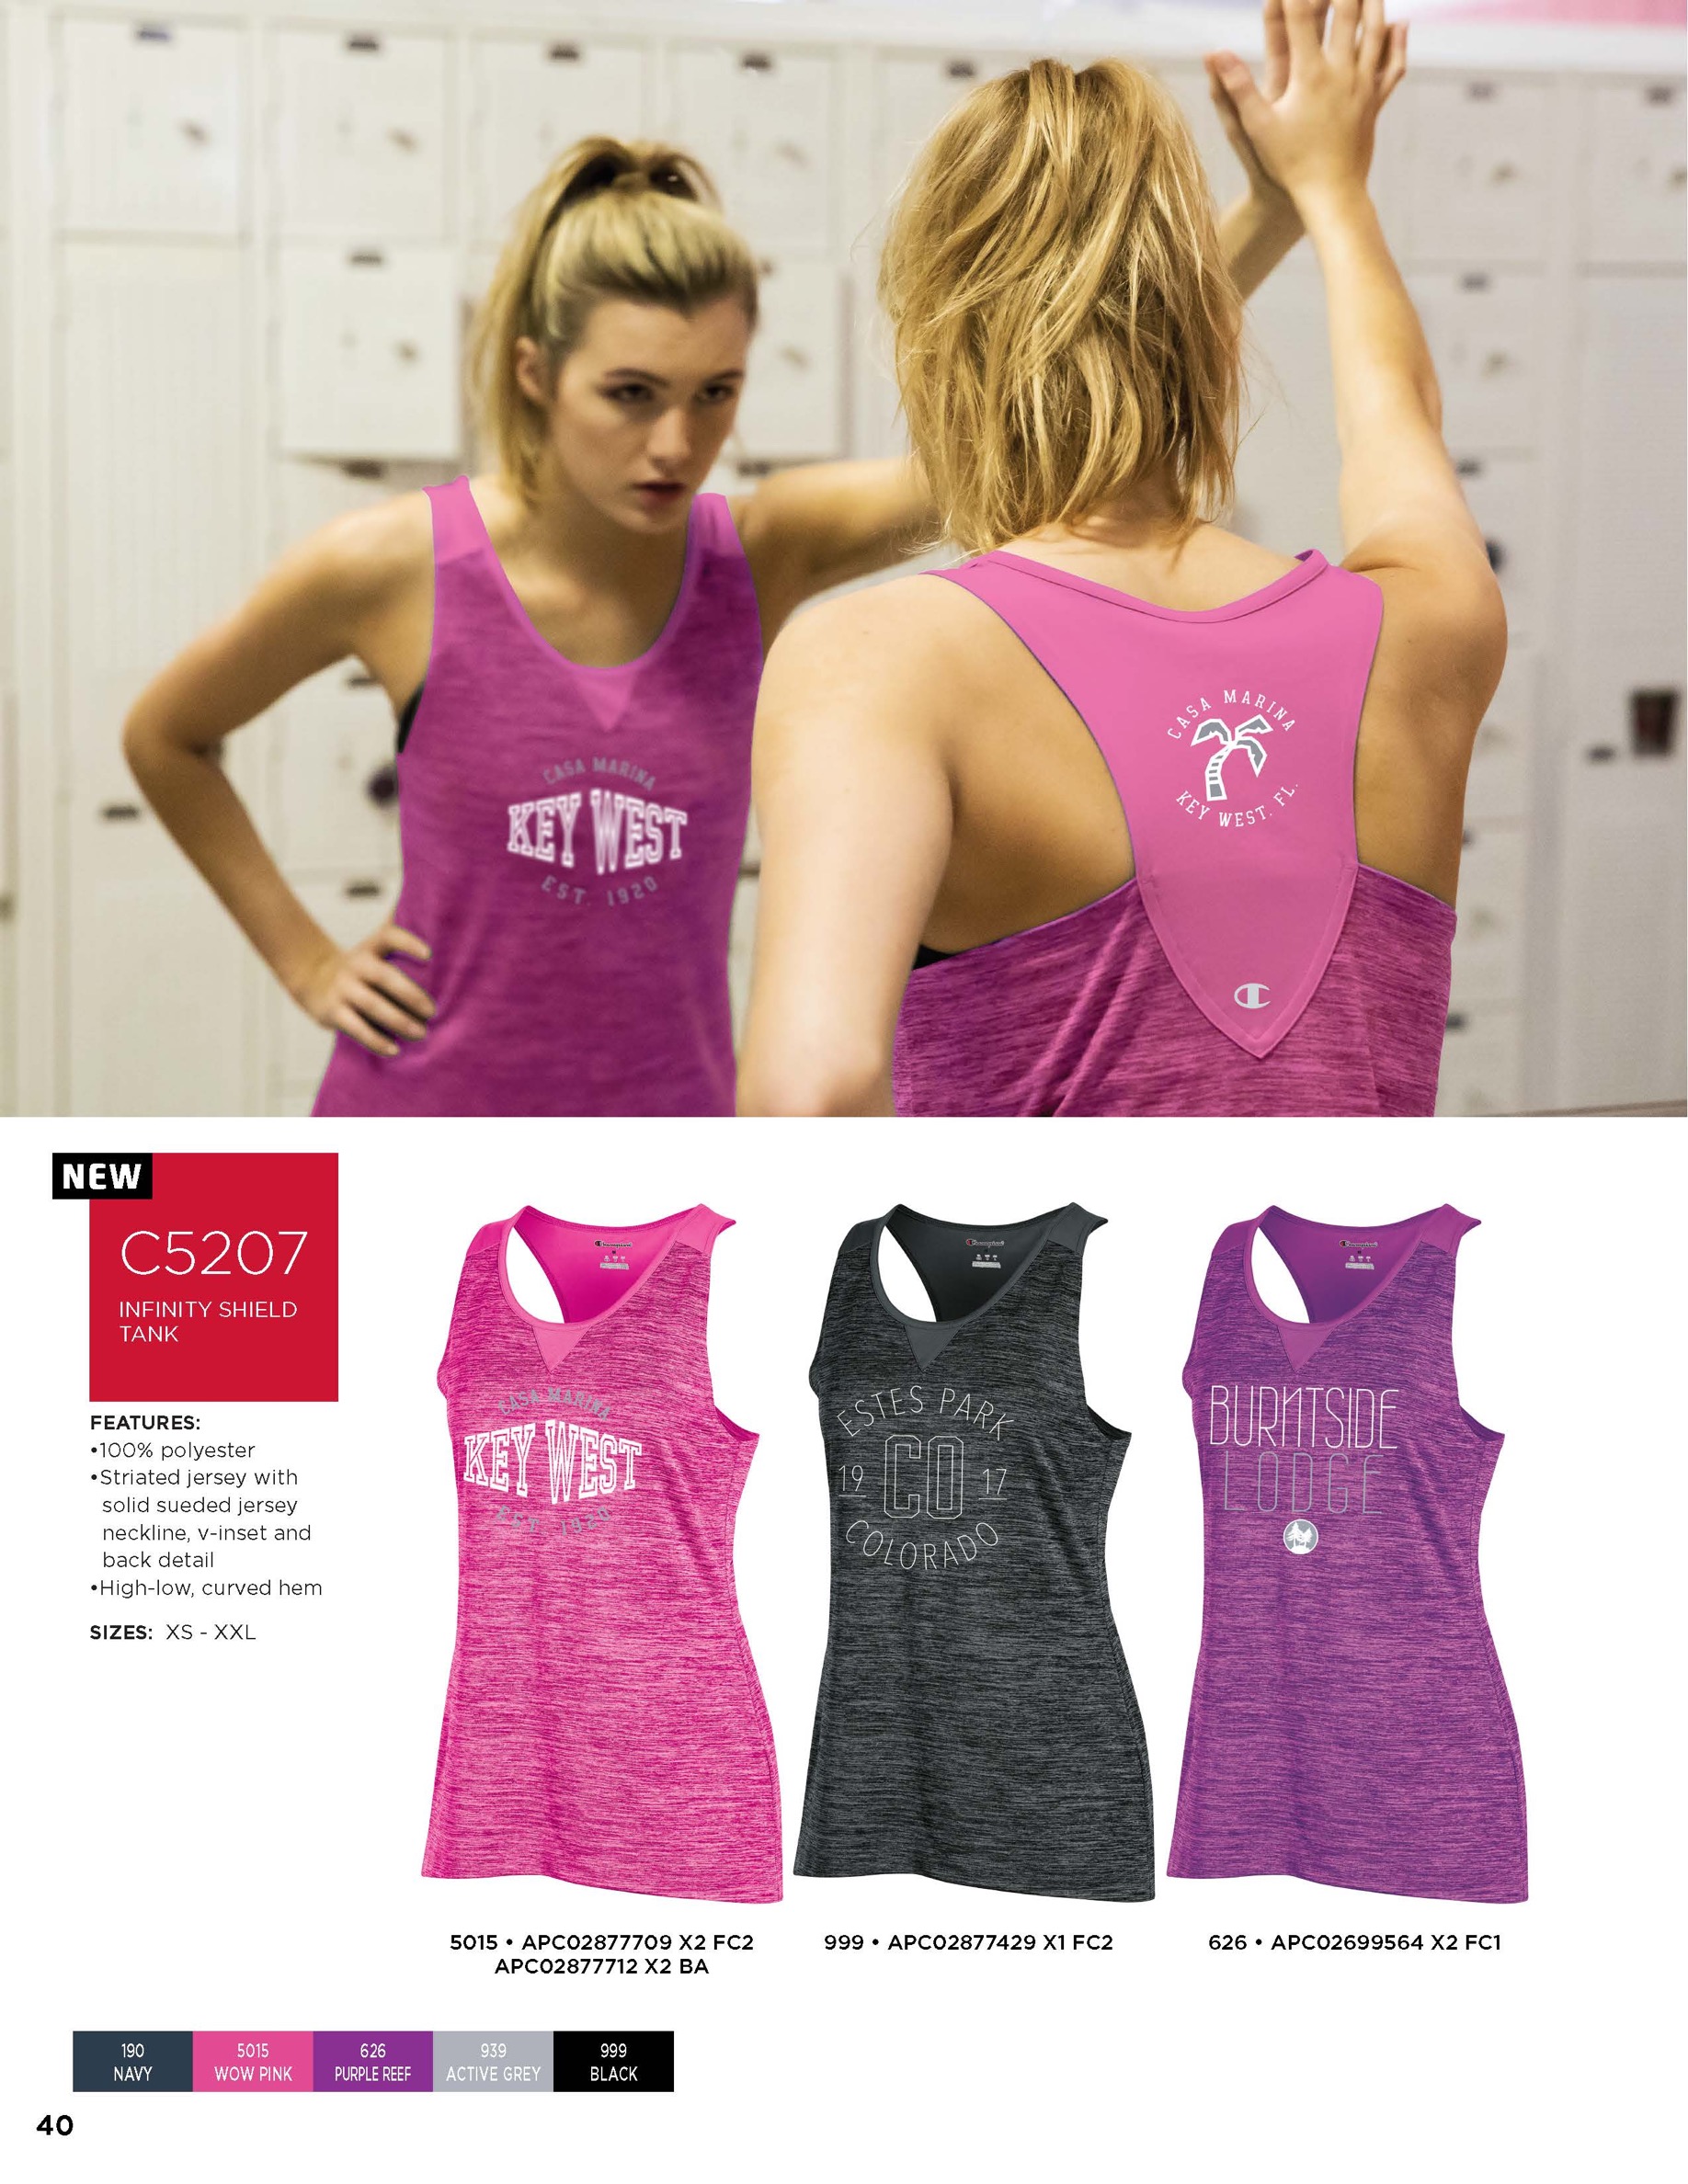 CASA MARINA
KEY WEST
EST. 1920
CASA MARINA
KEY WEST, FL.
NEW
C5207
INFINITY SHIELD
TANK
FEATURES:
•100% polyester
•Striated jersey with
solid sueded jersey
neckline, v-inset and
back detail
•High-low, curved hem
SIZES: XS - XXL
Champion
CASA MARINA
KEY WEST
EST. 1920
Champion
ESTES PARK
19 CO 17
COLORADO
Champion
BURNTSIDE
LODGE
5015 • APC02877709 X2 FC2
APC02877712 X2 BA
999 • APC02877429 X1 FC2
626 • APC02699564 X2 FC1
190
NAVY
5015
WOW PINK
626
PURPLE REEF
939
ACTIVE GREY
999
BLACK
40